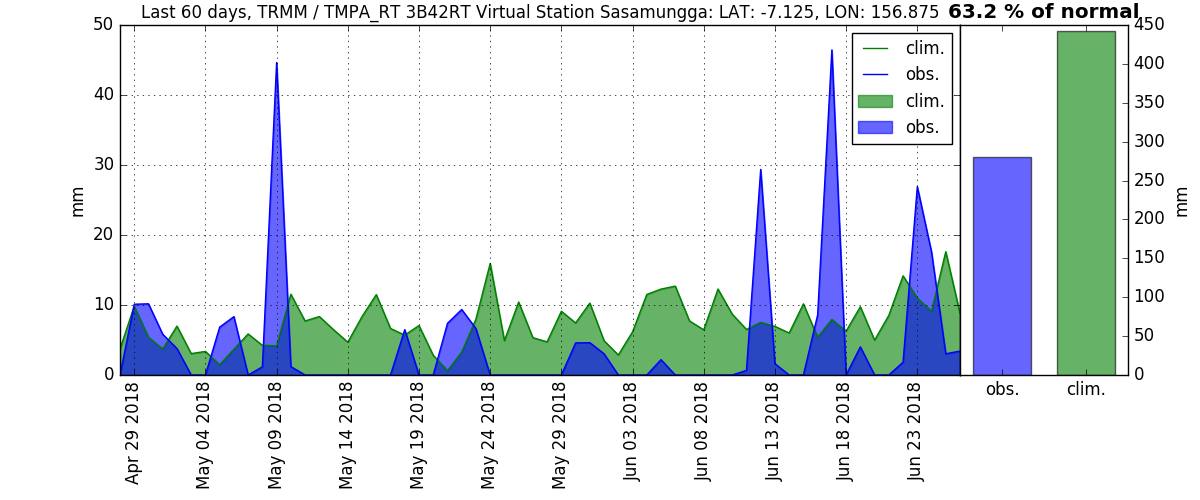 Last 60 days, TRMM / TMPA_RT 3B42RT Virtual Station Sasamungga: LAT: -7.125, LON: 156.875
63.2 % of normal
50
40
30
20
10
0
mm
clim.
obs.
clim.
obs.
450
400
350
300
250
200
150
100
50
0
mm
Apr 29 2018
May 04 2018
May 09 2018
May 14 2018
May 19 2018
May 24 2018
May 29 2018
Jun 03 2018
Jun 08 2018
Jun 13 2018
Jun 18 2018
Jun 23 2018
obs.
clim.